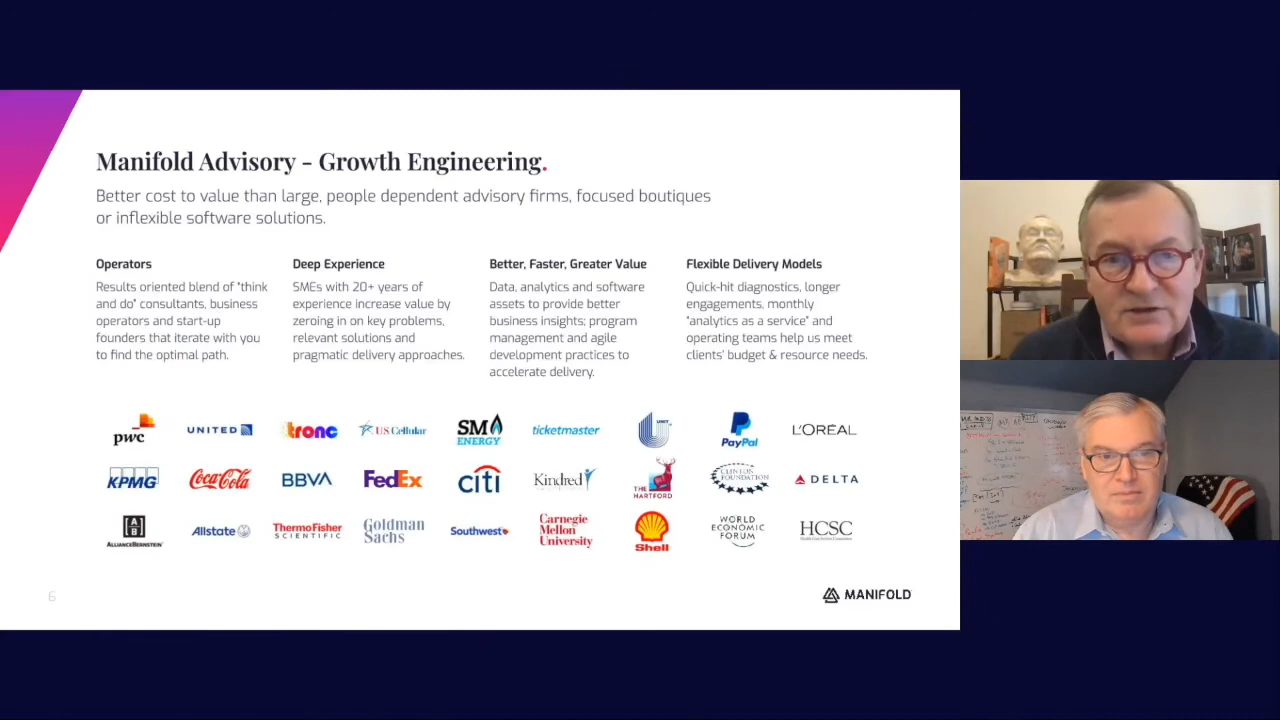 Manifold Advisory - Growth Engineering.
Better cost to value than large, people dependent advisory firms, focused boutiques
or inflexible software solutions.
Operators
Results oriented blend of "think
and do" consultants, business
operators and start-up
founders that iterate with you
to find the optimal path.
Deep Experience
SMEs with 20+ years of
experience increase value by
zeroing in on key problems,
relevant solutions and
pragmatic delivery approaches.
Better, Faster, Greater Value
Data, analytics and software
assets to provide better
business insights; program
management and agile
development practices to
accelerate delivery.
Flexible Delivery Models
Quick-hit diagnostics, longer
engagements, monthly
"analytics as a service" and
operating teams help us meet
clients' budget & resource needs.
pwc
UNITED
tronc
US Cellular
SM
ENERGY
ticketmaster
PayPal
L'ORÉAL
KPMG
Coca-Cola
BBVA
FedEx
citi
Kindred
THE
HARTFORD
CLINTON
FOUNDATION
DELTA
A
B
ALLIANCEBERNSTEIN
Allstate
ThermoFisher
SCIENTIFIC
Goldman
Sachs
Southwest
Carnegie
Mellon
University
Shell
WORLD
ECONOMIC
FORUM
HCSC
6
MANIFOLD